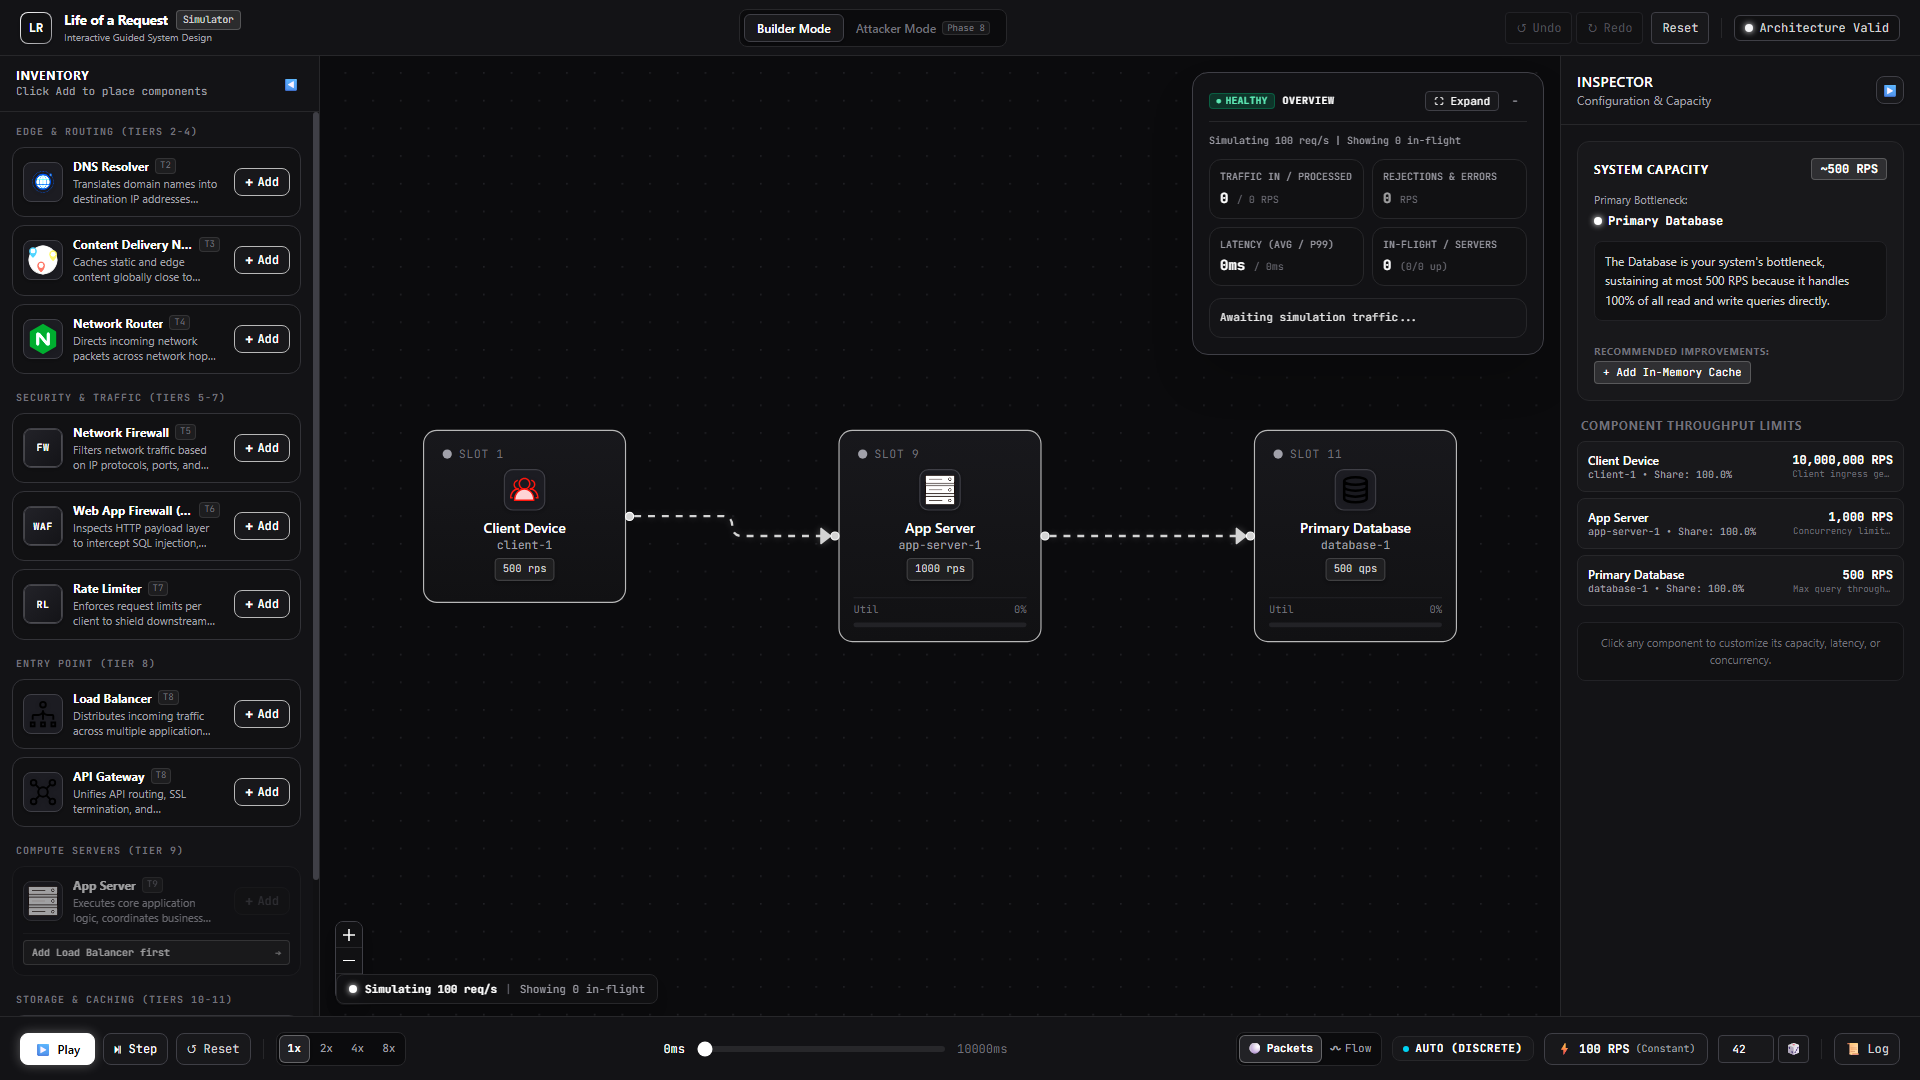 LR
Life of a Request Simulator
Interactive Guided System Design
Builder Mode
Attacker Mode Phase 8
↺ Undo
↻ Redo
Reset
Architecture Valid
INVENTORY
Click Add to place components
EDGE & ROUTING (TIERS 2-4)
DNS Resolver T2
Translates domain names into
destination IP addresses...
+ Add
Content Delivery N... T3
Caches static and edge
content globally close to...
+ Add
Network Router T4
Directs incoming network
packets across network hop...
+ Add
SECURITY & TRAFFIC (TIERS 5-7)
FW
Network Firewall T5
Filters network traffic based
on IP protocols, ports, and...
+ Add
WAF
Web App Firewall (... T6
Inspects HTTP payload layer
to intercept SQL injection,...
+ Add
RL
Rate Limiter T7
Enforces request limits per
client to shield downstream...
+ Add
ENTRY POINT (TIER 8)
Load Balancer T8
Distributes incoming traffic
across multiple application...
+ Add
API Gateway T8
Unifies API routing, SSL
termination, and...
+ Add
COMPUTE SERVERS (TIER 9)
App Server T9
Executes core application
logic, coordinates business...
+ Add
Add Load Balancer first →
STORAGE & CACHING (TIERS 10-11)
SLOT 1
Client Device
client-1
500 rps
SLOT 9
App Server
app-server-1
1000 rps
Util 0%
SLOT 11
Primary Database
database-1
500 qps
Util 0%
HEALTHY OVERVIEW
Expand -
Simulating 100 req/s | Showing 0 in-flight
TRAFFIC IN / PROCESSED
0 / 0 RPS
REJECTIONS & ERRORS
0 RPS
LATENCY (AVG / P99)
0ms / 0ms
IN-FLIGHT / SERVERS
0 (0/0 up)
Awaiting simulation traffic...
+
−
Simulating 100 req/s | Showing 0 in-flight
INSPECTOR
Configuration & Capacity
SYSTEM CAPACITY ~500 RPS
Primary Bottleneck:
Primary Database
The Database is your system's bottleneck,
sustaining at most 500 RPS because it handles
100% of all read and write queries directly.
RECOMMENDED IMPROVEMENTS:
+ Add In-Memory Cache
COMPONENT THROUGHPUT LIMITS
Client Device 10,000,000 RPS
client-1 • Share: 100.0% Client ingress ge…
App Server 1,000 RPS
app-server-1 • Share: 100.0% Concurrency limit…
Primary Database 500 RPS
database-1 • Share: 100.0% Max query through…
Click any component to customize its capacity, latency, or
concurrency.
Play
Step
↺ Reset
1x 2x 4x 8x
0ms
10000ms
Packets
Flow
AUTO (DISCRETE)
100 RPS (Constant)
42
Log